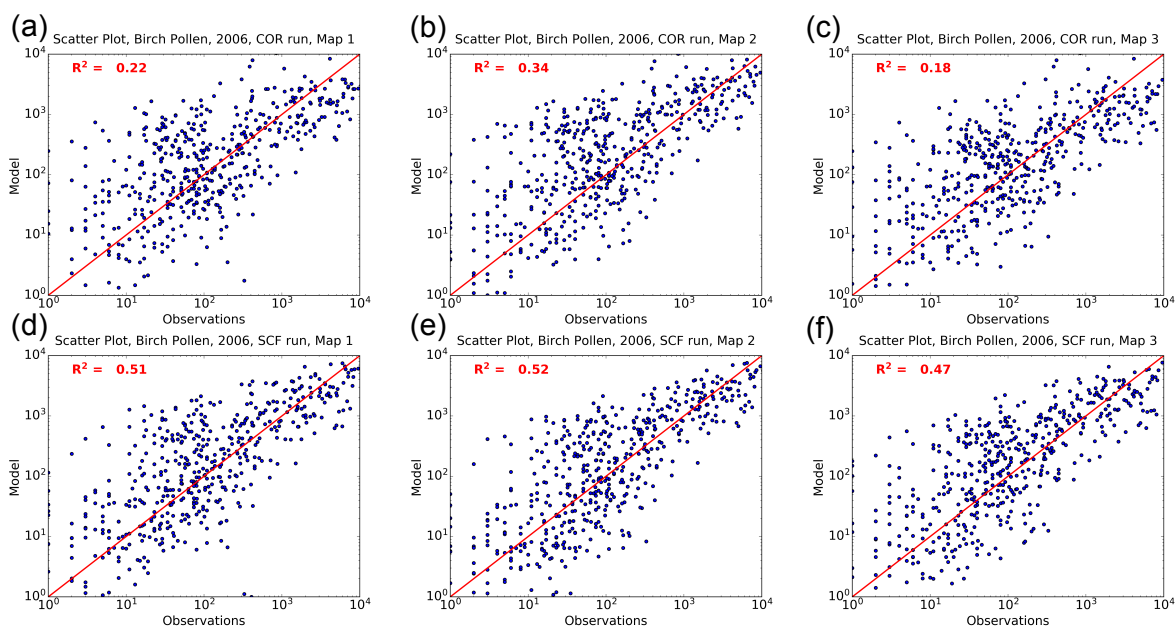 (a)
Scatter Plot, Birch Pollen, 2006, COR run, Map 1
R² = 0.22
10⁴
10³
10²
10¹
10⁰
Model
10⁰ 10¹ 10² 10³ 10⁴
Observations
(b)
Scatter Plot, Birch Pollen, 2006, COR run, Map 2
R² = 0.34
10⁴
10³
10²
10¹
10⁰
Model
10⁰ 10¹ 10² 10³ 10⁴
Observations
(c)
Scatter Plot, Birch Pollen, 2006, COR run, Map 3
R² = 0.18
10⁴
10³
10²
10¹
10⁰
Model
10⁰ 10¹ 10² 10³ 10⁴
Observations
(d)
Scatter Plot, Birch Pollen, 2006, SCF run, Map 1
R² = 0.51
10⁴
10³
10²
10¹
10⁰
Model
10⁰ 10¹ 10² 10³ 10⁴
Observations
(e)
Scatter Plot, Birch Pollen, 2006, SCF run, Map 2
R² = 0.52
10⁴
10³
10²
10¹
10⁰
Model
10⁰ 10¹ 10² 10³ 10⁴
Observations
(f)
Scatter Plot, Birch Pollen, 2006, SCF run, Map 3
R² = 0.47
10⁴
10³
10²
10¹
10⁰
Model
10⁰ 10¹ 10² 10³ 10⁴
Observations